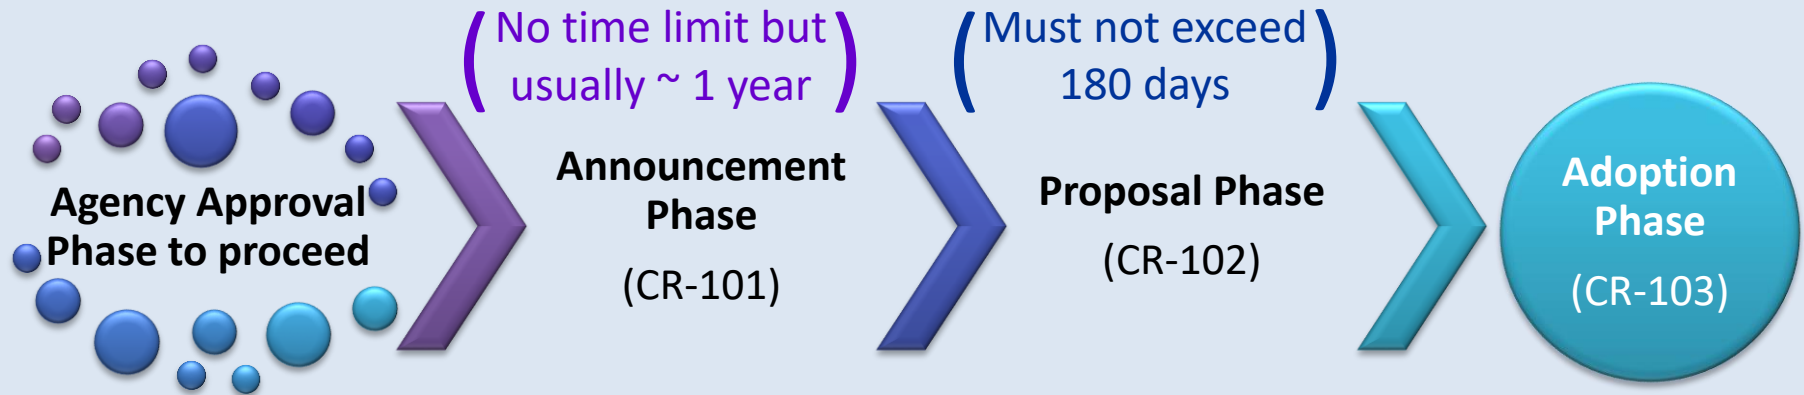 Agency Approval
Phase to proceed
(No time limit but
usually ~ 1 year)
Announcement
Phase
(CR-101)
(Must not exceed
180 days)
Proposal Phase
(CR-102)
Adoption
Phase
(CR-103)